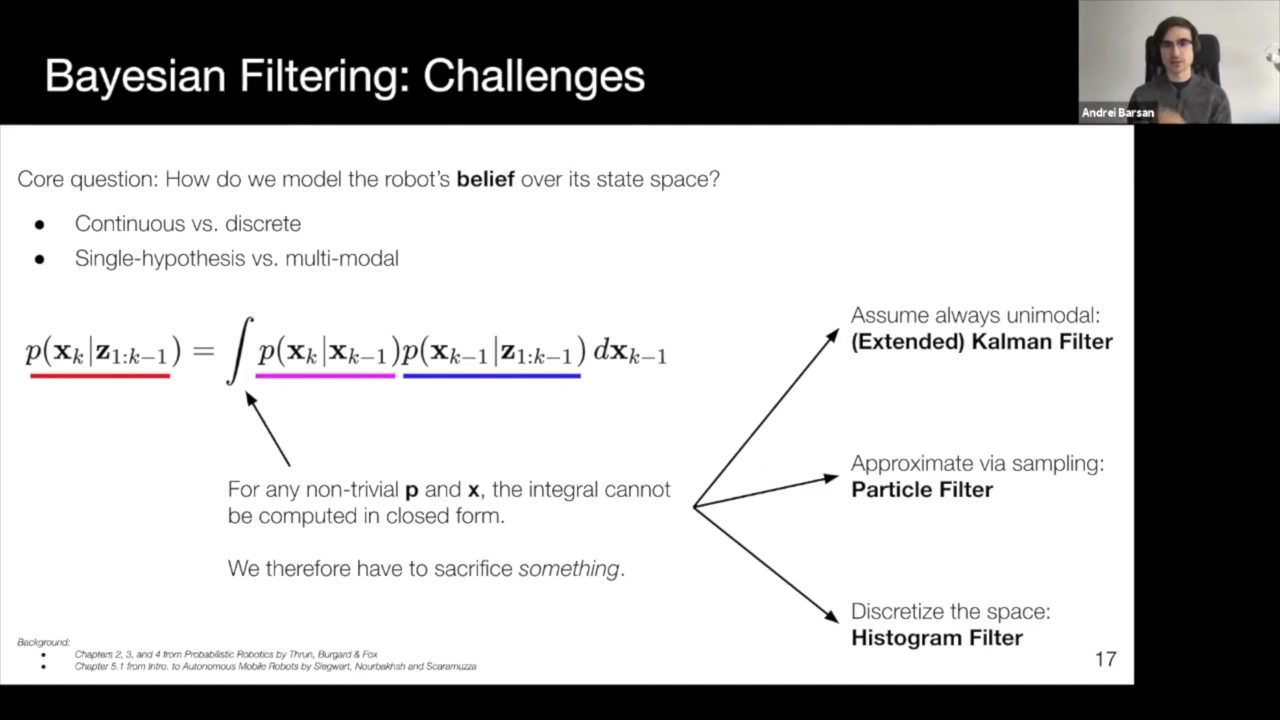 Bayesian Filtering: Challenges
Andrei Barsan
Core question: How do we model the robot's belief over its state space?
● Continuous vs. discrete
● Single-hypothesis vs. multi-modal
p(x_k|z_{1:k−1}) = ∫ p(x_k|x_{k−1})p(x_{k−1}|z_{1:k−1}) dx_{k−1}
For any non-trivial p and x, the integral cannot
be computed in closed form.
We therefore have to sacrifice something.
Assume always unimodal:
(Extended) Kalman Filter
Approximate via sampling:
Particle Filter
Discretize the space:
Histogram Filter
Background:
● Chapters 2, 3, and 4 from Probabilistic Robotics by Thrun, Burgard & Fox
● Chapter 5.1 from Intro. to Autonomous Mobile Robots by Siegwart, Nourbakhsh and Scaramuzza
17